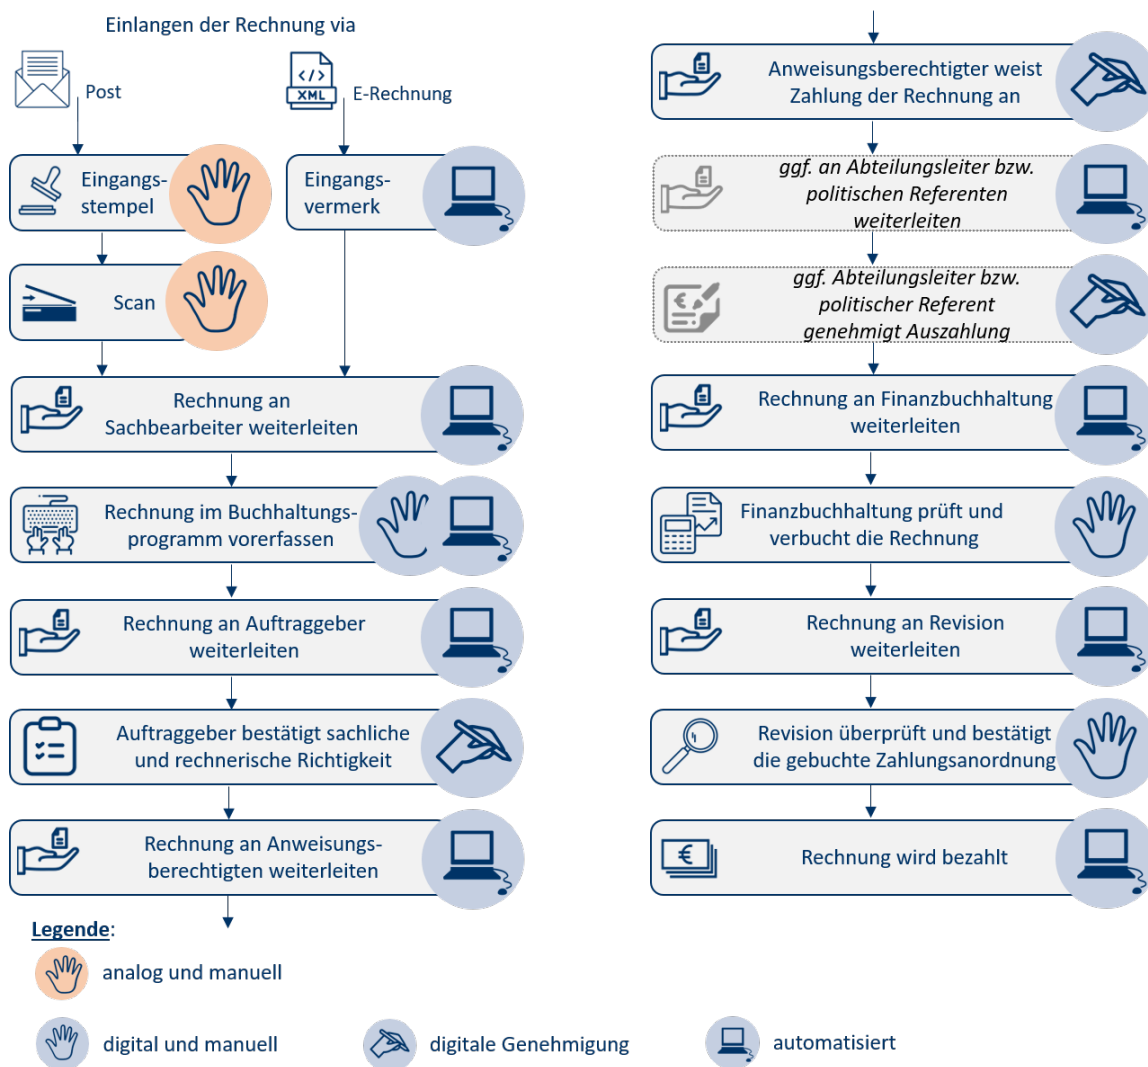 Einlangen der Rechnung via
Post
XML
E-Rechnung
Eingangs-
stempel
Eingangs-
vermerk
Scan
Rechnung an
Sachbearbeiter weiterleiten
Rechnung im Buchhaltungs-
programm vorerfassen
Rechnung an Auftraggeber
weiterleiten
Auftraggeber bestätigt sachliche
und rechnerische Richtigkeit
Rechnung an Anweisungs-
berechtigten weiterleiten
Anweisungsberechtigter weist
Zahlung der Rechnung an
ggf. an Abteilungsleiter bzw.
politischen Referenten
weiterleiten
ggf. Abteilungsleiter bzw.
politischer Referent
genehmigt Auszahlung
Rechnung an Finanzbuchhaltung
weiterleiten
Finanzbuchhaltung prüft und
verbucht die Rechnung
Rechnung an Revision
weiterleiten
Revision überprüft und bestätigt
die gebuchte Zahlungsanordnung
Rechnung wird bezahlt
Legende:
analog und manuell
digital und manuell
digitale Genehmigung
automatisiert